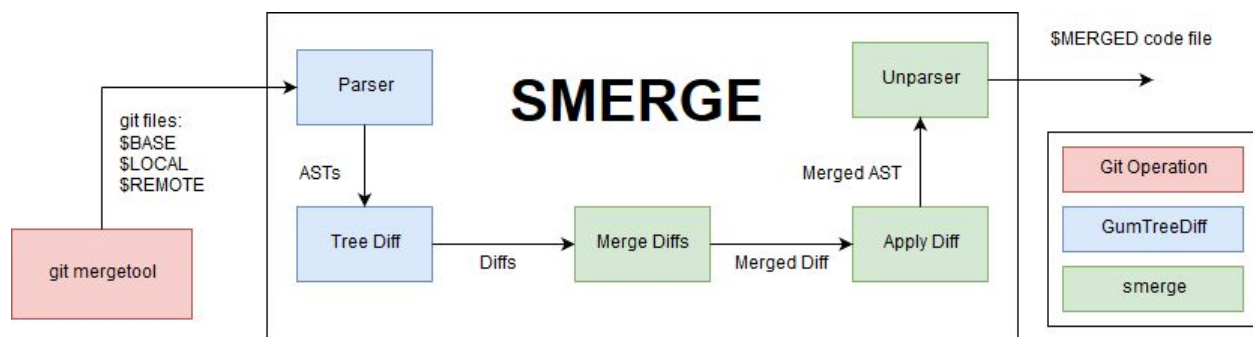 SMERGE
git mergetool
git files:
$BASE
$LOCAL
$REMOTE
Parser
ASTs
Tree Diff
Diffs
Merge Diffs
Merged Diff
Apply Diff
Merged AST
Unparser
$MERGED code file
Git Operation
GumTreeDiff
smerge